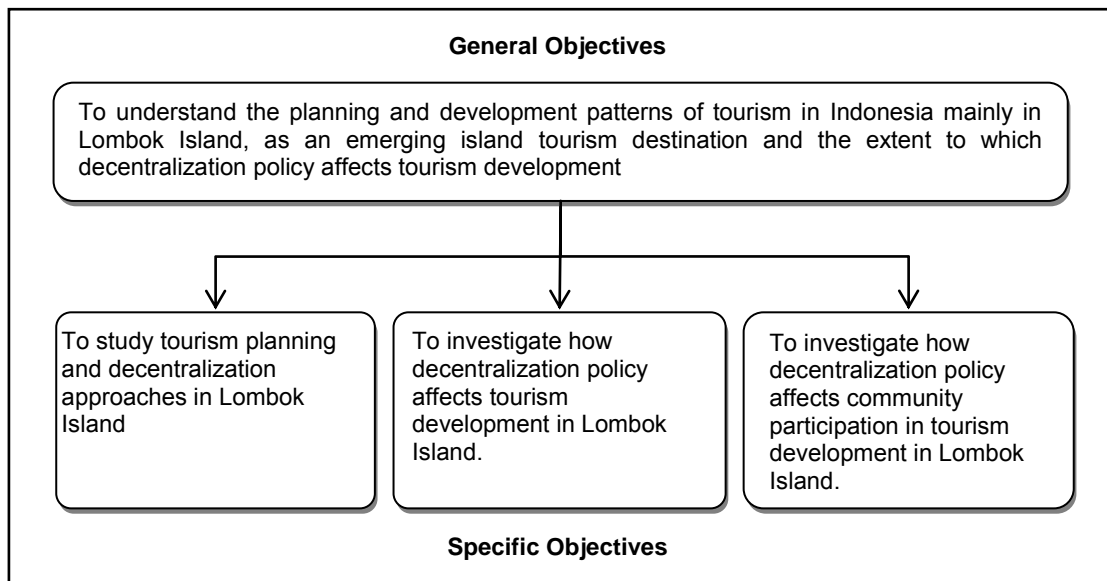 General Objectives
To understand the planning and development patterns of tourism in Indonesia mainly in
Lombok Island, as an emerging island tourism destination and the extent to which
decentralization policy affects tourism development
To study tourism planning
and decentralization
approaches in Lombok
Island
To investigate how
decentralization policy
affects tourism
development in Lombok
Island.
To investigate how
decentralization policy
affects community
participation in tourism
development in Lombok
Island.
Specific Objectives